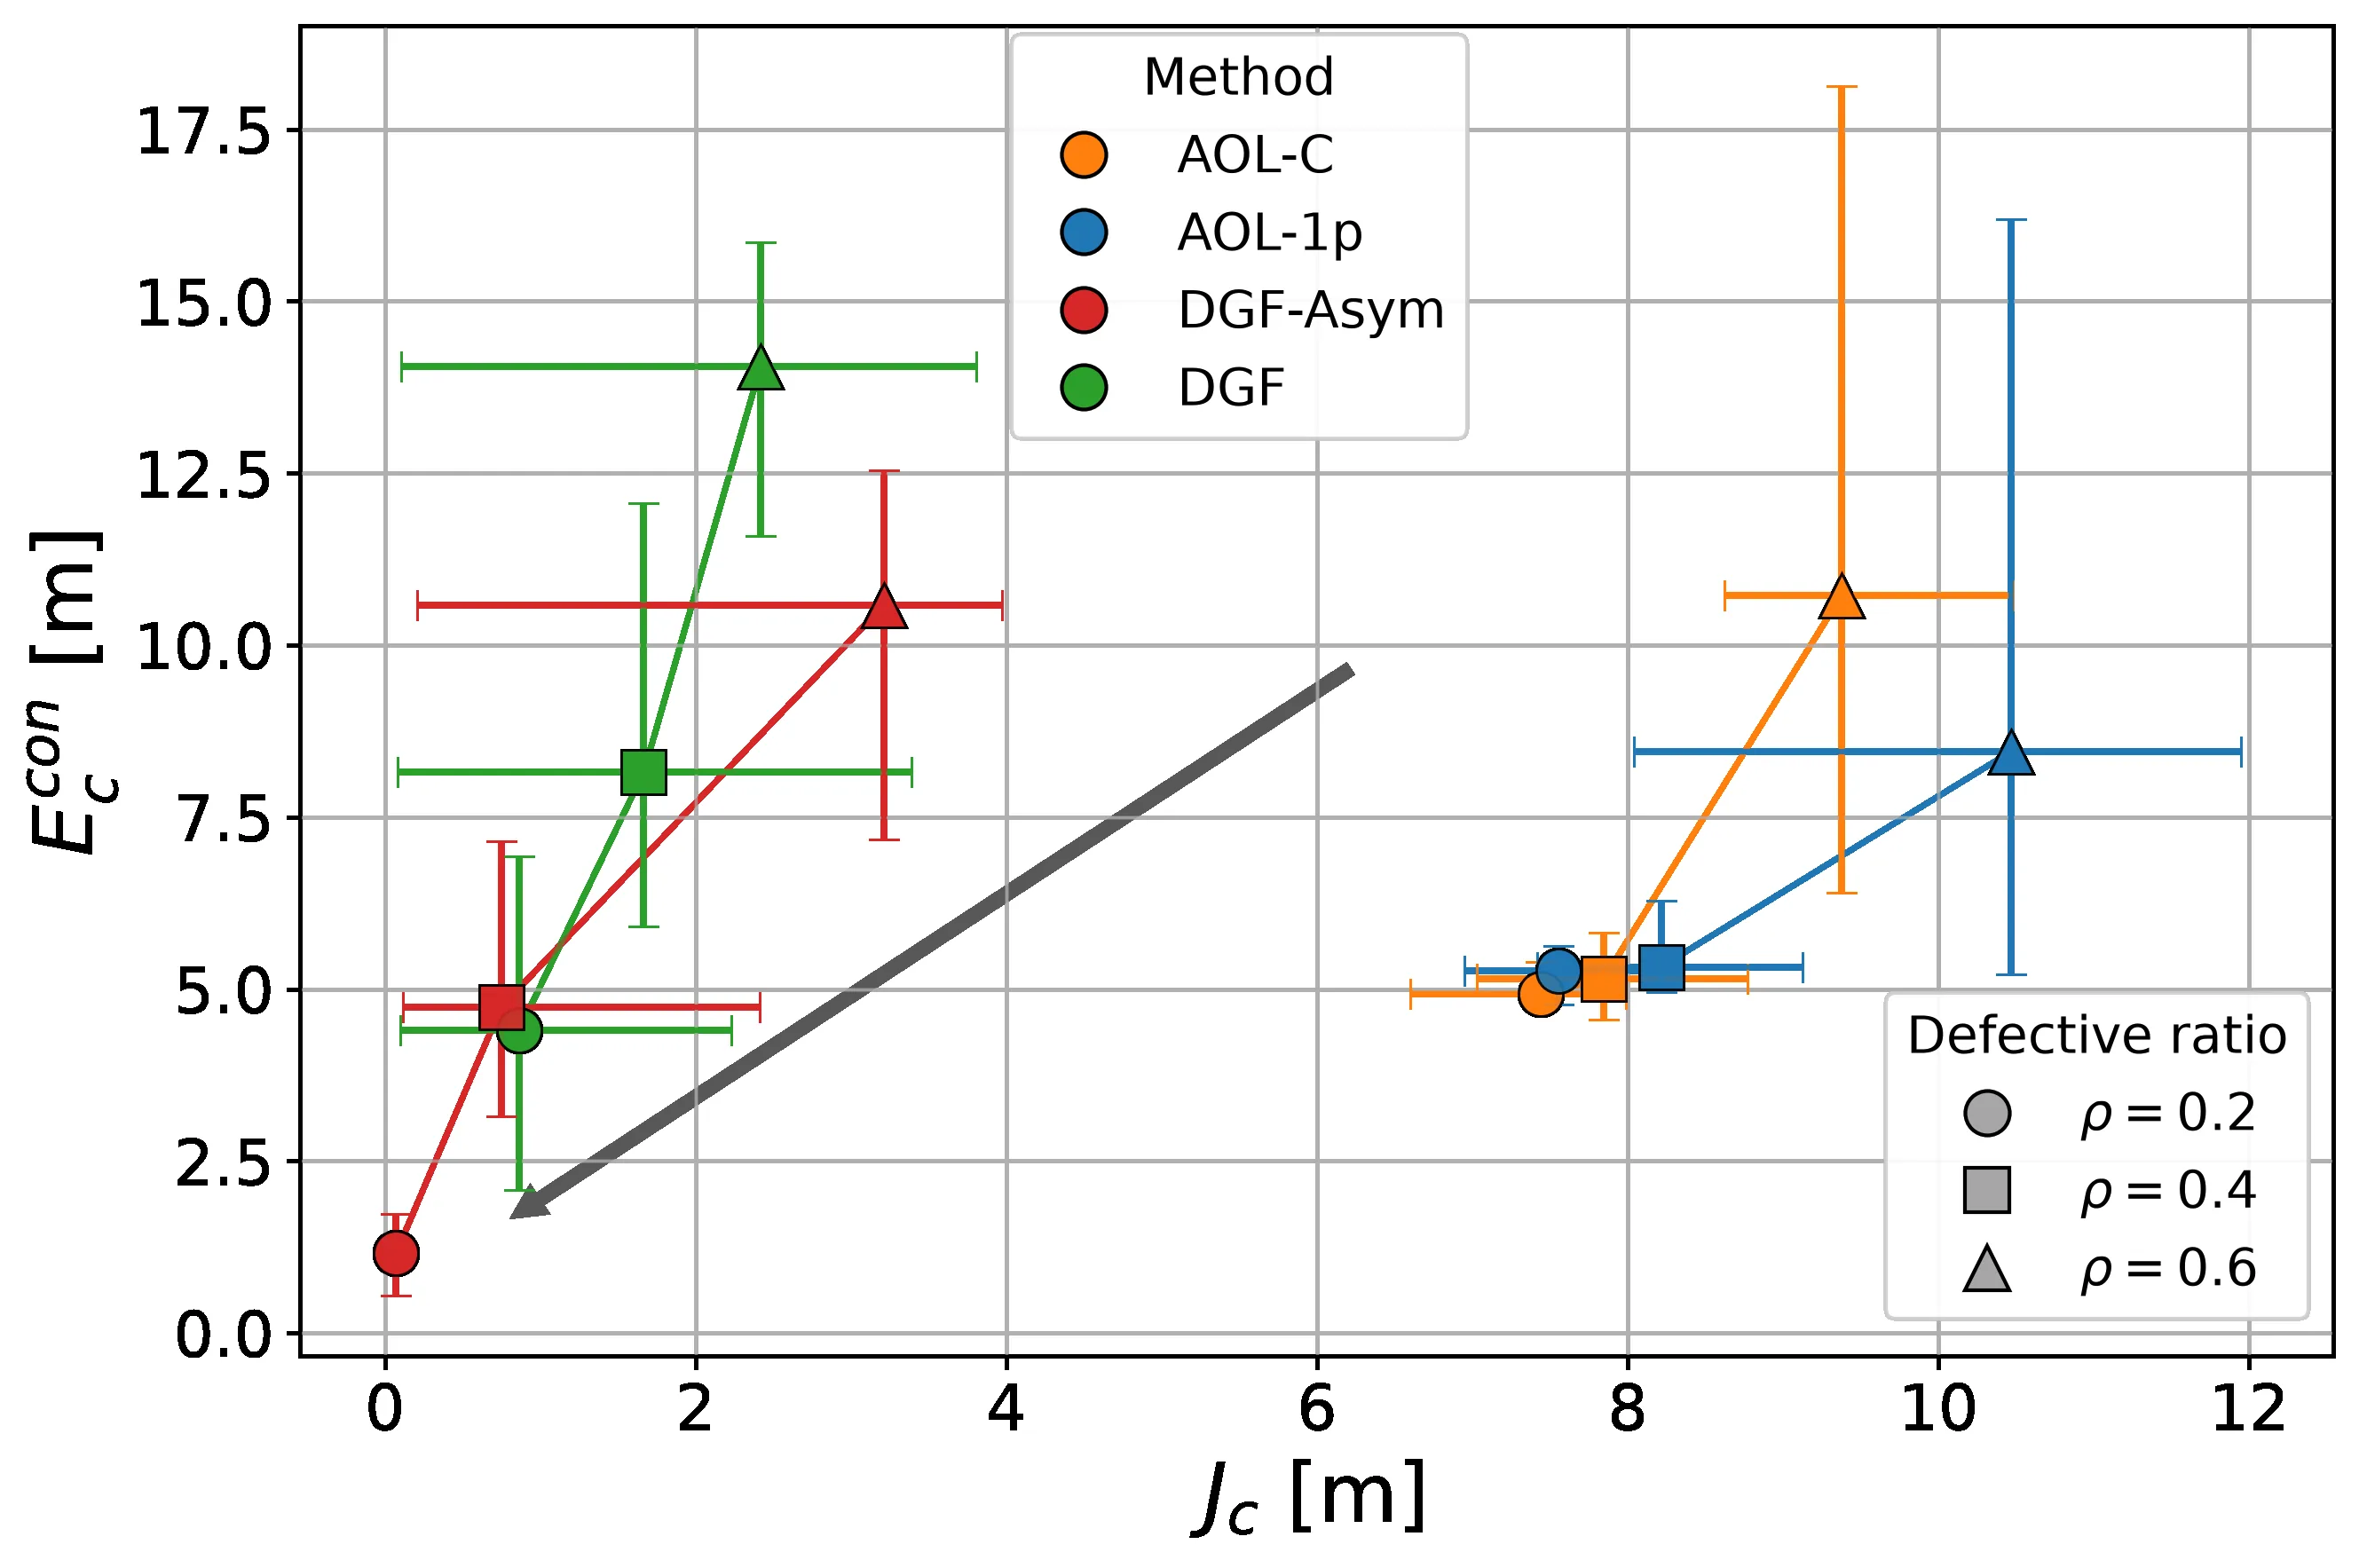 Method
AOL-C
AOL-1p
DGF-Asym
DGF
17.5
15.0
12.5
10.0
7.5
5.0
2.5
0.0
E_c^{con} [m]
Defective ratio
ρ = 0.2
ρ = 0.4
ρ = 0.6
0 2 4 6 8 10 12
J_c [m]